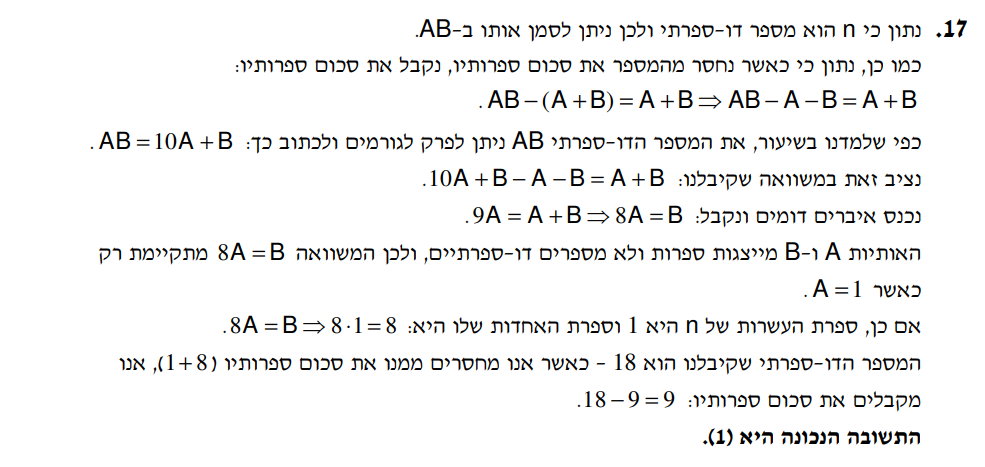 17. נתון כי n הוא מספר דו-ספרתי ולכן ניתן לסמן אותו ב-AB.
כמו כן, נתון כי כאשר נחסר מהמספר את סכום ספרותיו, נקבל את סכום ספרותיו:
AB − (A + B) = A + B ⇒ AB − A − B = A + B .
כפי שלמדנו בשיעור, את המספר הדו-ספרתי AB ניתן לפרק לגורמים ולכתוב כך: AB = 10A + B .
נציב זאת במשוואה שקיבלנו: 10A + B − A − B = A + B.
נכנס איברים דומים ונקבל: 9A = A + B ⇒ 8A = B.
האותיות A ו-B מייצגות ספרות ולא מספרים דו-ספרתיים, ולכן המשוואה 8A = B מתקיימת רק
כאשר A = 1 .
אם כן, ספרת העשרות של n היא 1 וספרת האחדות שלו היא: 8A = B ⇒ 8 · 1 = 8.
המספר הדו-ספרתי שקיבלנו הוא 18 - כאשר אנו מחסרים ממנו את סכום ספרותיו (1 + 8), אנו
מקבלים את סכום ספרותיו: 18 − 9 = 9.
התשובה הנכונה היא (1).